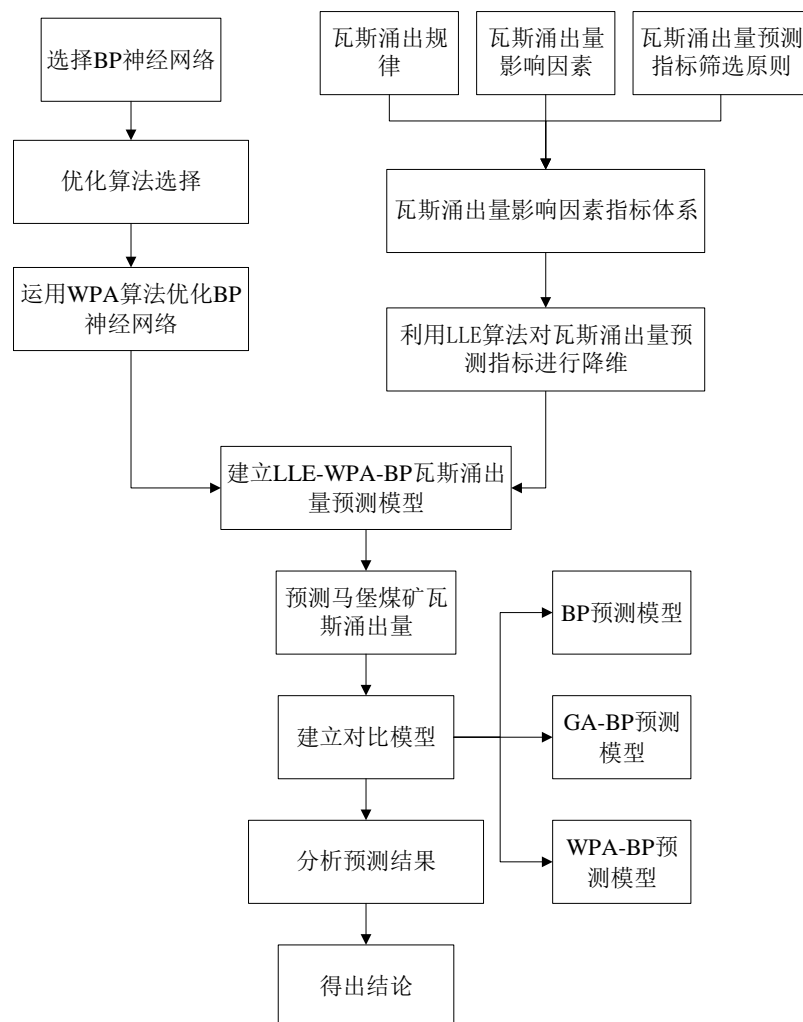 选择BP神经网络
瓦斯涌出规
律
瓦斯涌出量
影响因素
瓦斯涌出量预测
指标筛选原则
优化算法选择
瓦斯涌出量影响因素指标体系
运用WPA算法优化BP
神经网络
利用LLE算法对瓦斯涌出量预
测指标进行降维
建立LLE-WPA-BP瓦斯涌出
量预测模型
预测马堡煤矿瓦
斯涌出量
BP预测模型
建立对比模型
GA-BP预测
模型
分析预测结果
WPA-BP预
测模型
得出结论